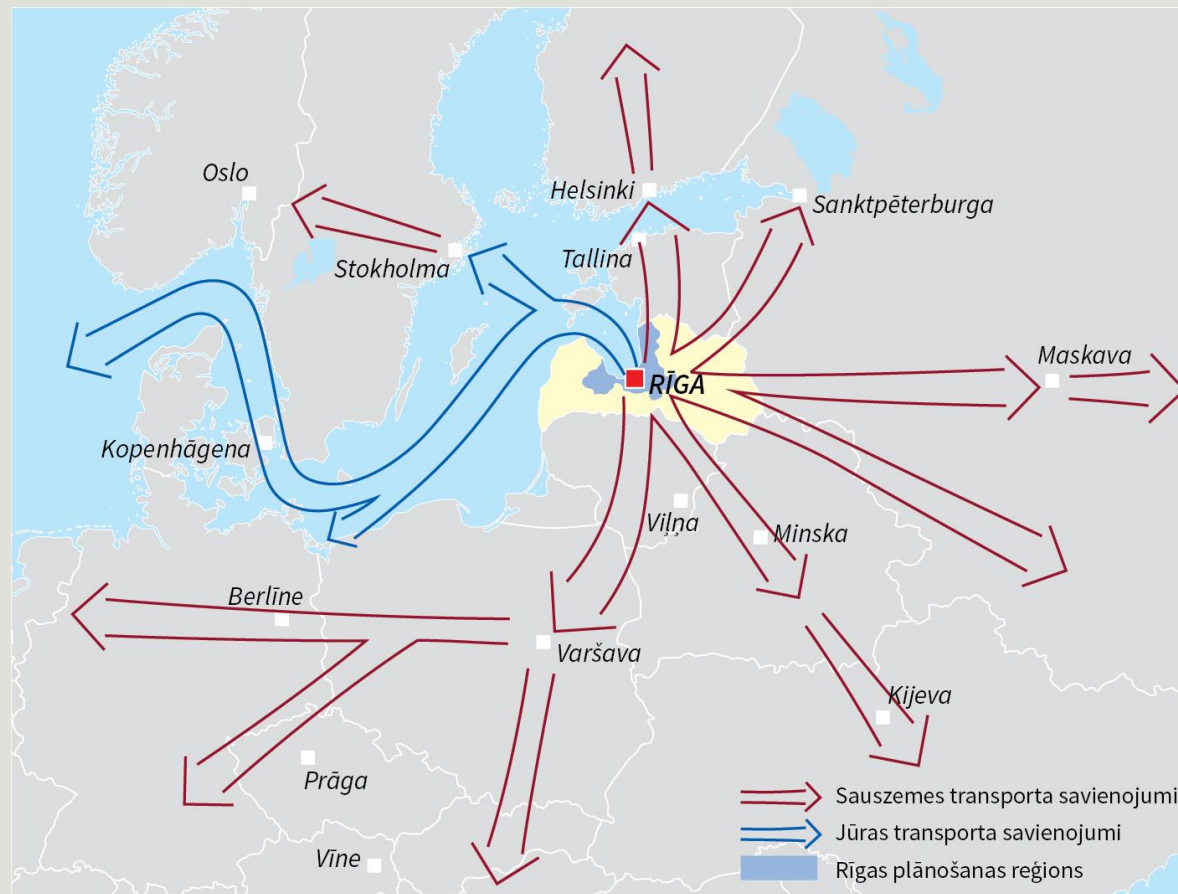 Oslo
Helsinki
Sanktpēterburga
Tallina
Stokholma
Maskava
RĪGA
Kopenhāgena
Viļņa
Minska
Berlīne
Varšava
Kijeva
Prāga
Vīne
Sauszemes transporta savienojumi
Jūras transporta savienojumi
Rīgas plānošanas reģions